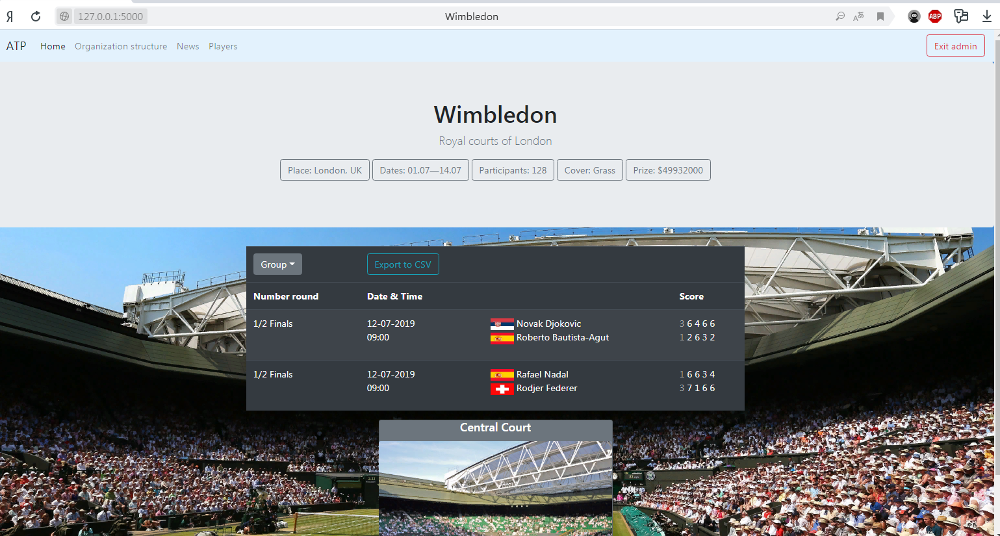 Я 127.0.0.1:5000 Wimbledon ABP
ATP Home Organization structure News Players Exit admin
Wimbledon
Royal courts of London
Place: London, UK Dates: 01.07—14.07 Participants: 128 Cover: Grass Prize: $49932000
Group Export to CSV
Number round Date & Time Score
1/2 Finals 12-07-2019 Novak Djokovic 3 6 4 6 6
09:00 Roberto Bautista-Agut 1 2 6 3 2
1/2 Finals 12-07-2019 Rafael Nadal 1 6 6 3 4
09:00 Rodjer Federer 3 7 1 6 6
Central Court